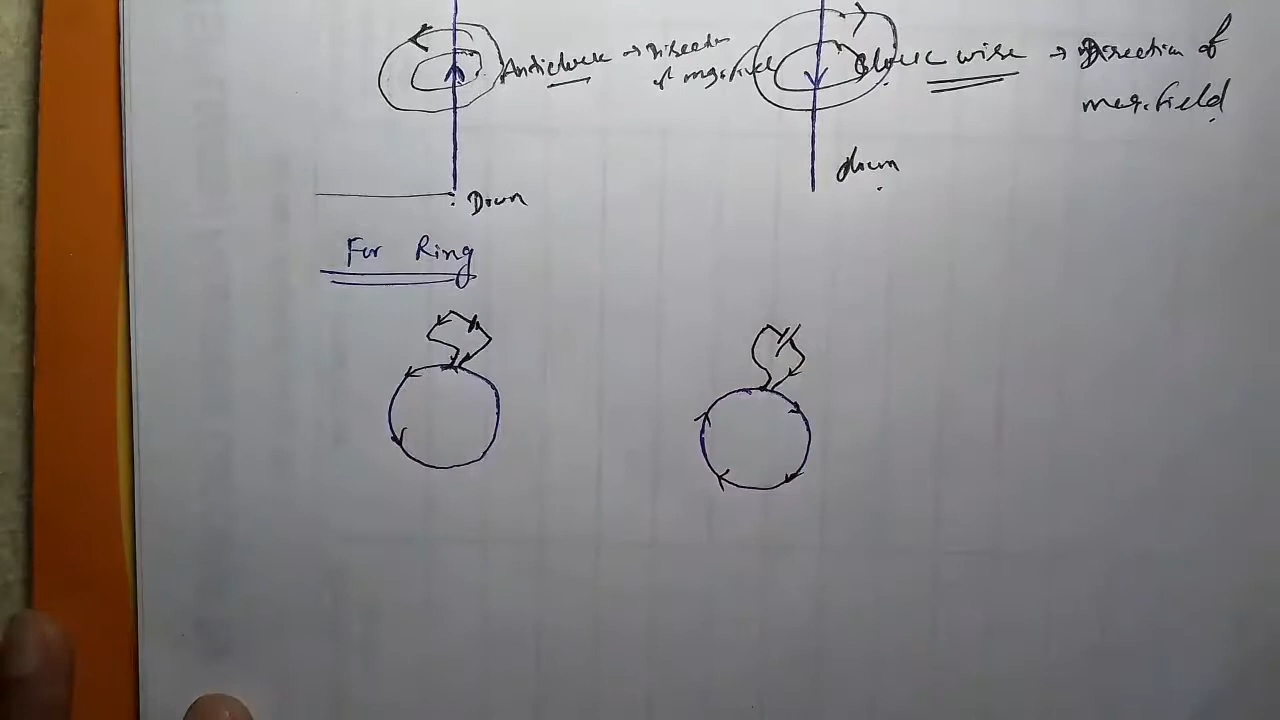 Anticlock → Direction
of mag.field
Clock wise → Direction of
mag.field
Down
down
For Ring